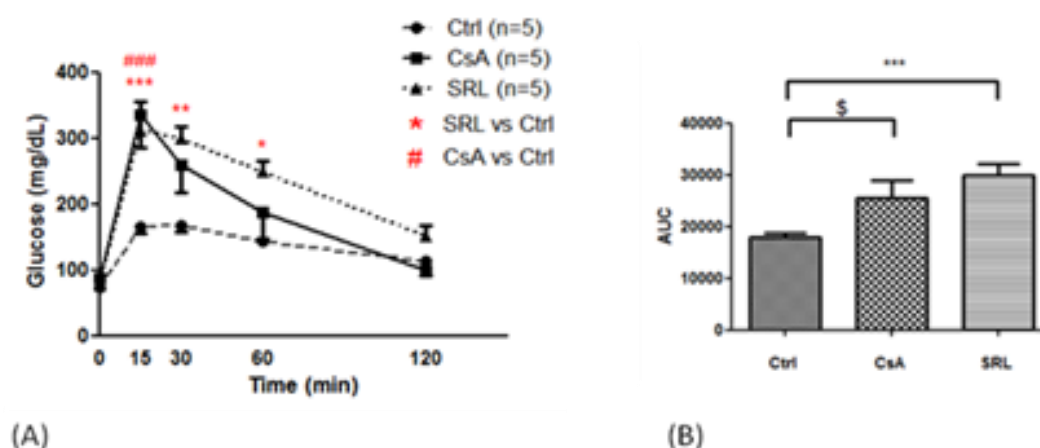 Ctrl (n=5)
CsA (n=5)
SRL (n=5)
* SRL vs Ctrl
# CsA vs Ctrl
###
***
**
*
400
300
200
100
0
Glucose (mg/dL)
0 15 30 60 120
Time (min)
(A)
***
$
40000
30000
20000
10000
0
AUC
Ctrl CsA SRL
(B)